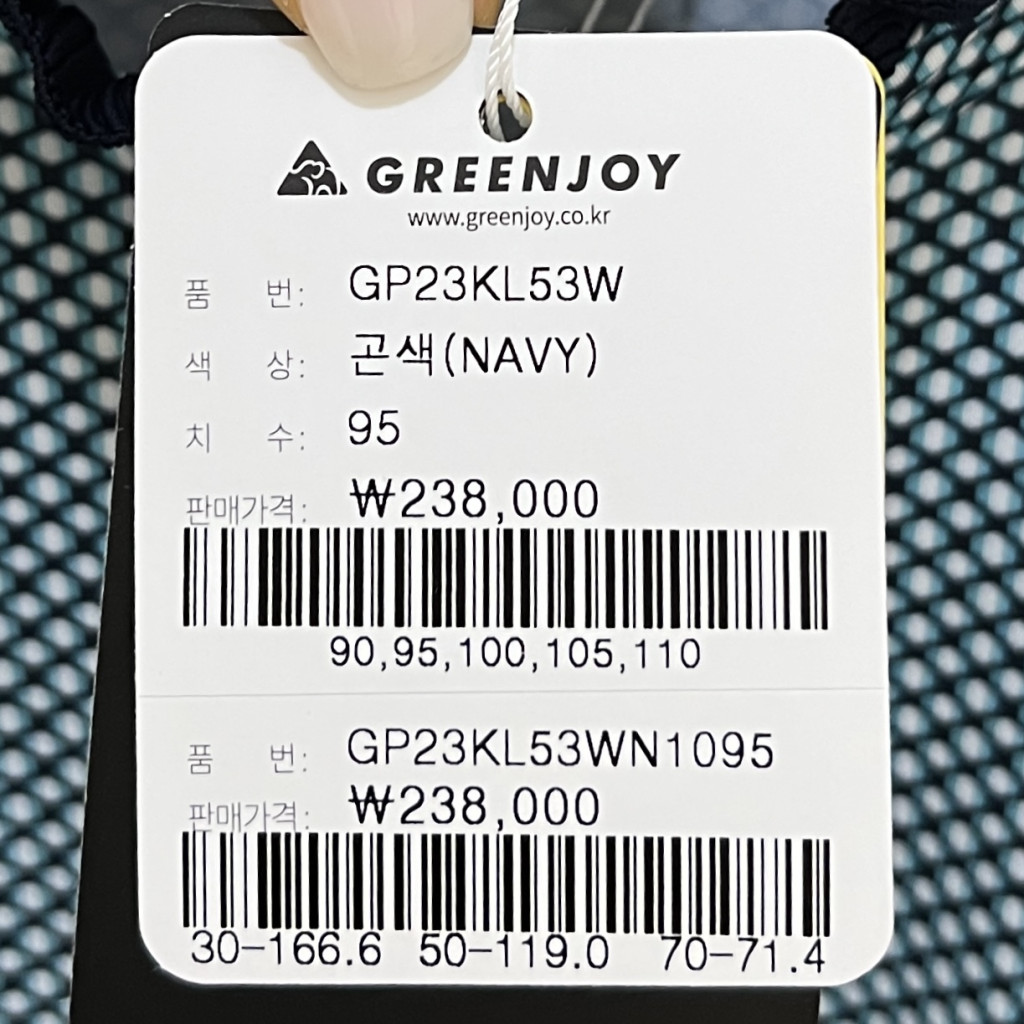 GREENJOY
www.greenjoy.co.kr
품 번: GP23KL53W
색 상: 곤색(NAVY)
치 수: 95
판매가격: ₩238,000
90,95,100,105,110
품 번: GP23KL53WN1095
판매가격: ₩238,000
30-166.6 50-119.0 70-71.4